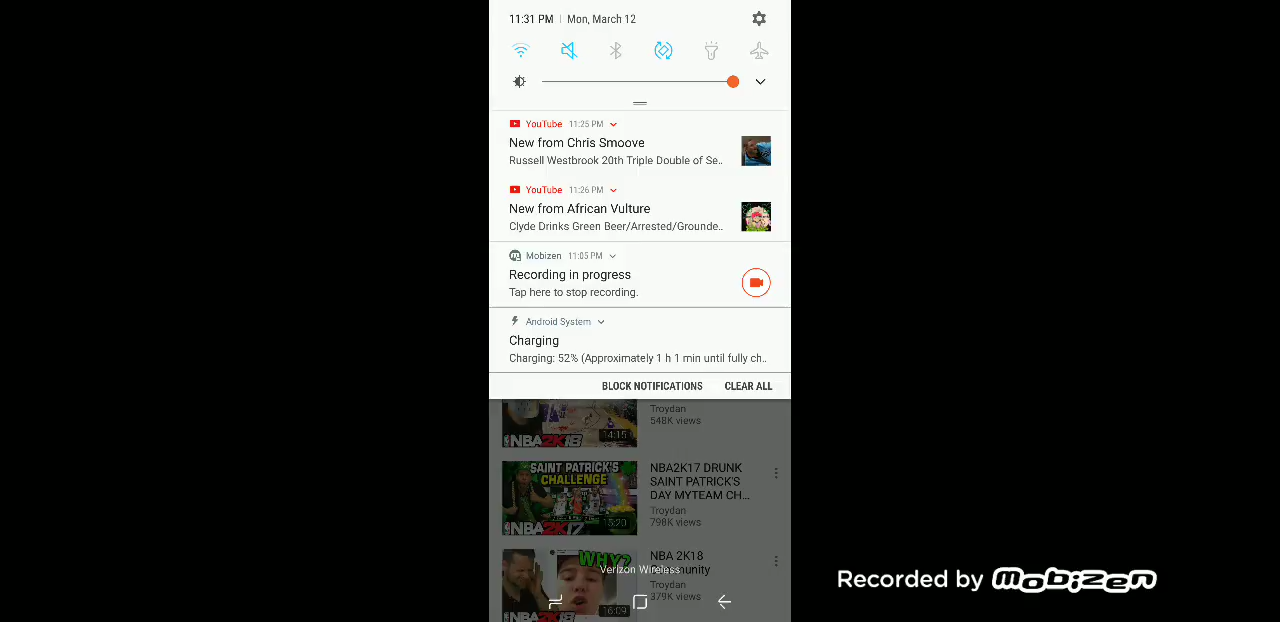 11:31 PM | Mon, March 12
YouTube 11:25 PM
New from Chris Smoove
Russell Westbrook 20th Triple Double of Se..
YouTube 11:26 PM
New from African Vulture
Clyde Drinks Green Beer/Arrested/Grounde..
Mobizen 11:05 PM
Recording in progress
Tap here to stop recording.
Android System
Charging
Charging: 52% (Approximately 1 h 1 min until fully ch..
BLOCK NOTIFICATIONS CLEAR ALL
Troydan
548K views
14:15
NBA2K18
SAINT PATRICK'S
CHALLENGE
NBA2K17
15:20
NBA2K17 DRUNK
SAINT PATRICK'S
DAY MYTEAM CH...
Troydan
798K views
WHY?
NBA2K18
16:09
NBA 2K18
Troydan
379K views
Verizon Wireless
Recorded by mobizen